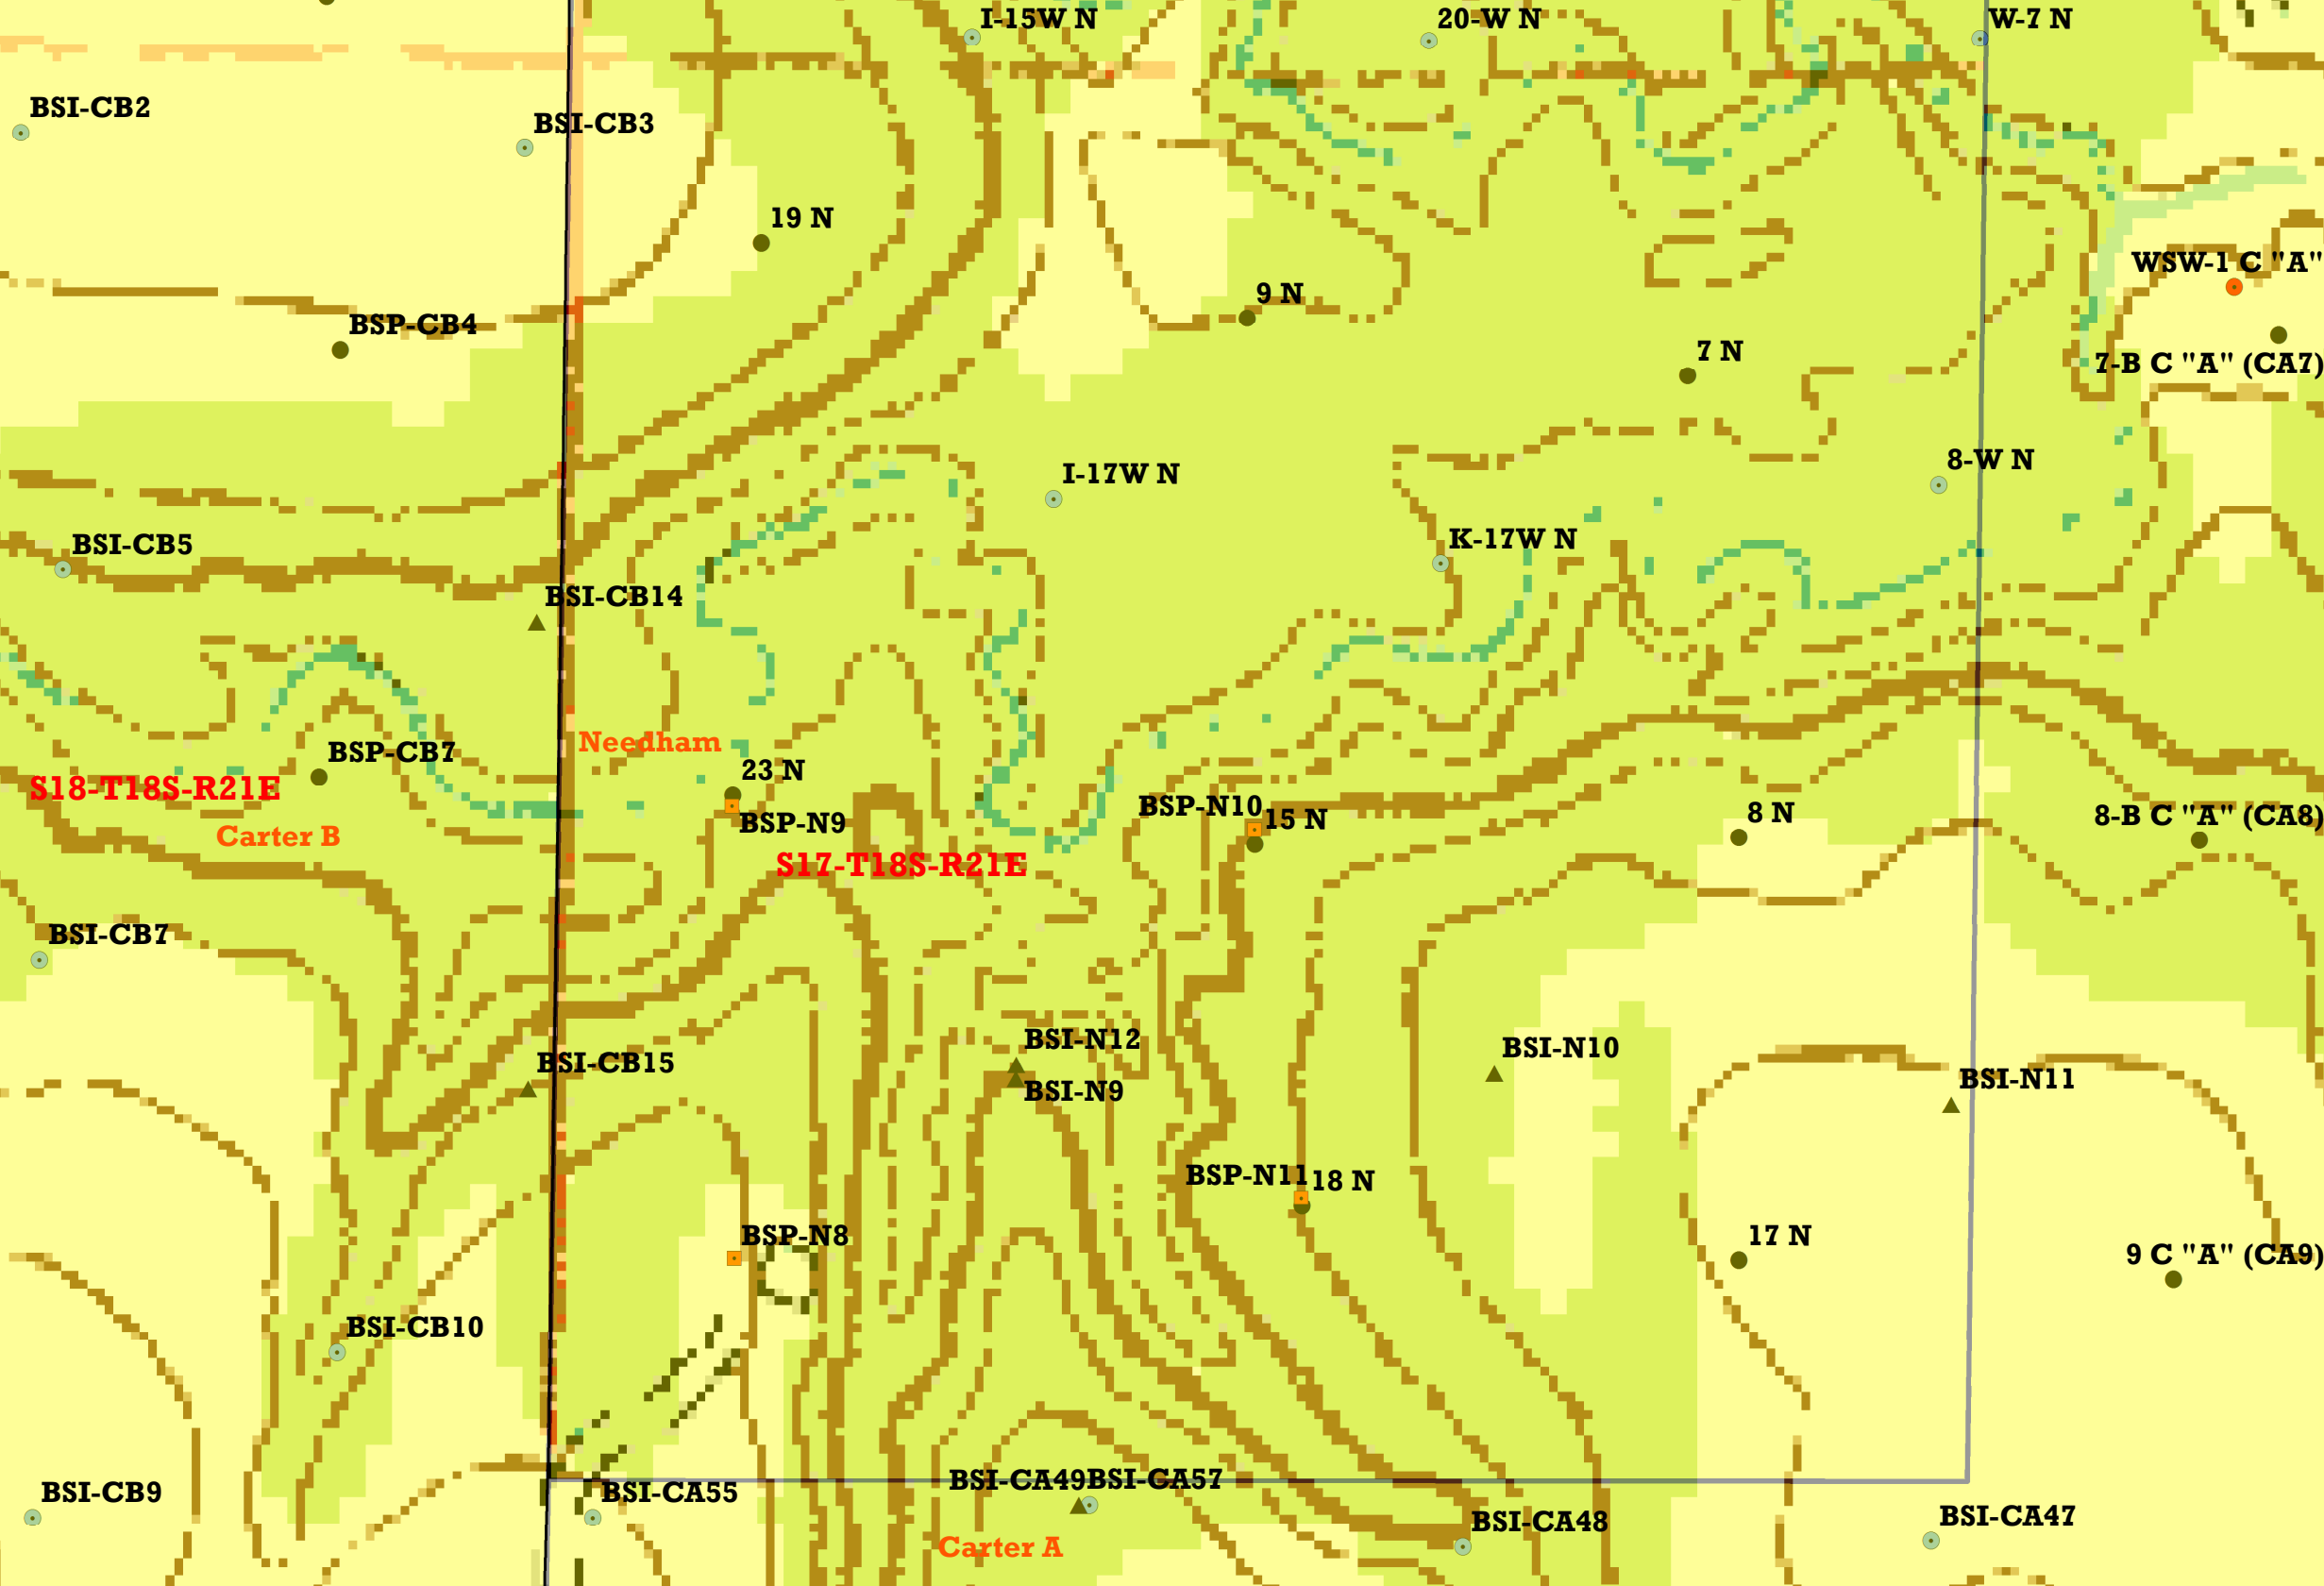 I-15W N
20-W N
W-7 N
BSI-CB2
BSI-CB3
19 N
WSW-1 C "A"
9 N
BSP-CB4
7 N
7-B C "A" (CA7)
I-17W N
8-W N
K-17W N
BSI-CB5
BSI-CB14
Needham
BSP-CB7
23 N
S18-T18S-R21E
BSP-N10
15 N
8 N
8-B C "A" (CA8)
BSP-N9
Carter B
S17-T18S-R21E
BSI-CB7
BSI-N12
BSI-N10
BSI-CB15
BSI-N11
BSI-N9
BSP-N11
18 N
BSP-N8
17 N
9 C "A" (CA9)
BSI-CB10
BSI-CA49
BSI-CA57
BSI-CB9
BSI-CA55
BSI-CA48
BSI-CA47
Carter A